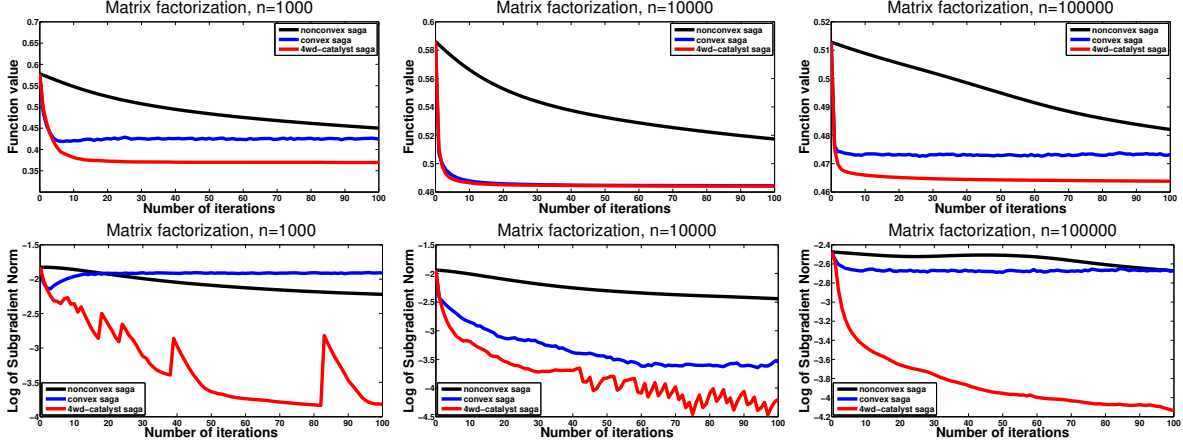 Matrix factorization, n=1000
Function value
0.7
0.65
0.6
0.55
0.5
0.45
0.4
0.35
nonconvex saga
convex saga
4wd-catalyst saga
0 10 20 30 40 50 60 70 80 90 100
Number of iterations
Matrix factorization, n=10000
Function value
0.6
0.58
0.56
0.54
0.52
0.5
0.48
nonconvex saga
convex saga
4wd-catalyst saga
0 10 20 30 40 50 60 70 80 90 100
Number of iterations
Matrix factorization, n=100000
Function value
0.52
0.51
0.5
0.49
0.48
0.47
0.46
nonconvex saga
convex saga
4wd-catalyst saga
0 10 20 30 40 50 60 70 80 90 100
Number of iterations
Matrix factorization, n=1000
Log of Subgradient Norm
−1.5
−2
−2.5
−3
−3.5
−4
nonconvex saga
convex saga
4wd-catalyst saga
0 10 20 30 40 50 60 70 80 90 100
Number of iterations
Matrix factorization, n=10000
Log of Subgradient Norm
−1.5
−2
−2.5
−3
−3.5
−4
−4.5
nonconvex saga
convex saga
4wd-catalyst saga
0 10 20 30 40 50 60 70 80 90 100
Number of iterations
Matrix factorization, n=100000
Log of Subgradient Norm
−2.4
−2.6
−2.8
−3
−3.2
−3.4
−3.6
−3.8
−4
−4.2
nonconvex saga
convex saga
4wd-catalyst saga
0 20 40 60 80 100
Number of iterations